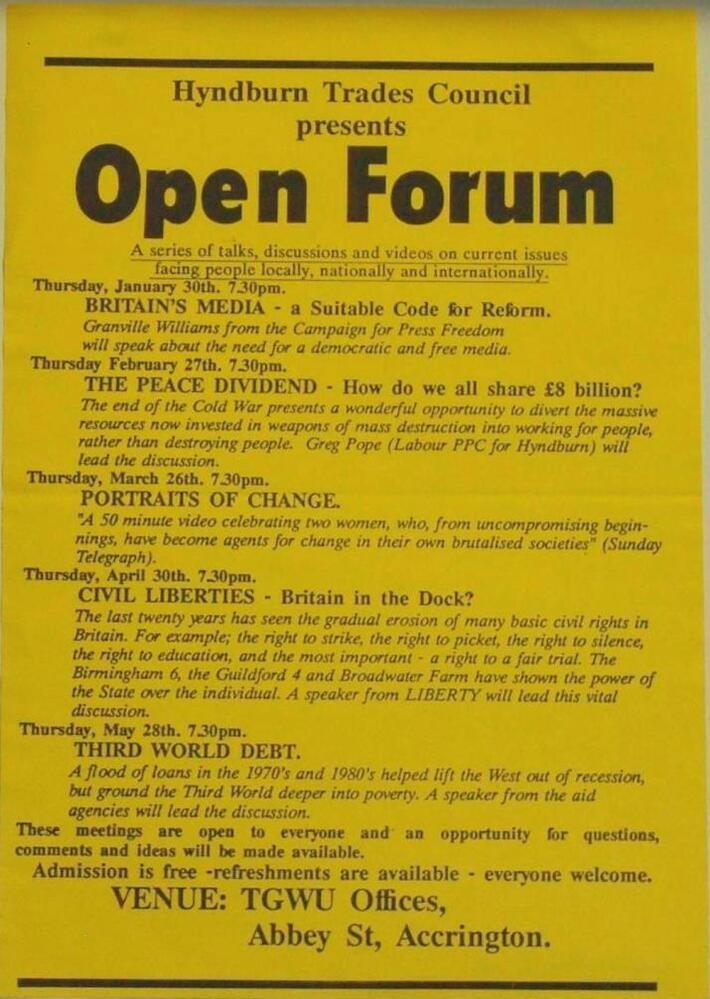 Hyndburn Trades Council
presents
Open Forum
A series of talks, discussions and videos on current issues
facing people locally, nationally and internationally.
Thursday, January 30th. 7.30pm.
BRITAIN'S MEDIA - a Suitable Code for Reform.
Granville Williams from the Campaign for Press Freedom
will speak about the need for a democratic and free media.
Thursday February 27th. 7.30pm.
THE PEACE DIVIDEND - How do we all share £8 billion?
The end of the Cold War presents a wonderful opportunity to divert the massive
resources now invested in weapons of mass destruction into working for people,
rather than destroying people. Greg Pope (Labour PPC for Hyndburn) will
lead the discussion.
Thursday, March 26th. 7.30pm.
PORTRAITS OF CHANGE.
"A 50 minute video celebrating two women, who, from uncompromising begin-
nings, have become agents for change in their own brutalised societies" (Sunday
Telegraph).
Thursday, April 30th. 7.30pm.
CIVIL LIBERTIES - Britain in the Dock?
The last twenty years has seen the gradual erosion of many basic civil rights in
Britain. For example; the right to strike, the right to picket, the right to silence,
the right to education, and the most important - a right to a fair trial. The
Birmingham 6, the Guildford 4 and Broadwater Farm have shown the power of
the State over the individual. A speaker from LIBERTY will lead this vital
discussion.
Thursday, May 28th. 7.30pm.
THIRD WORLD DEBT.
A flood of loans in the 1970's and 1980's helped lift the West out of recession,
but ground the Third World deeper into poverty. A speaker from the aid
agencies will lead the discussion.
These meetings are open to everyone and an opportunity for questions,
comments and ideas will be made available.
Admission is free -refreshments are available - everyone welcome.
VENUE: TGWU Offices,
Abbey St, Accrington.